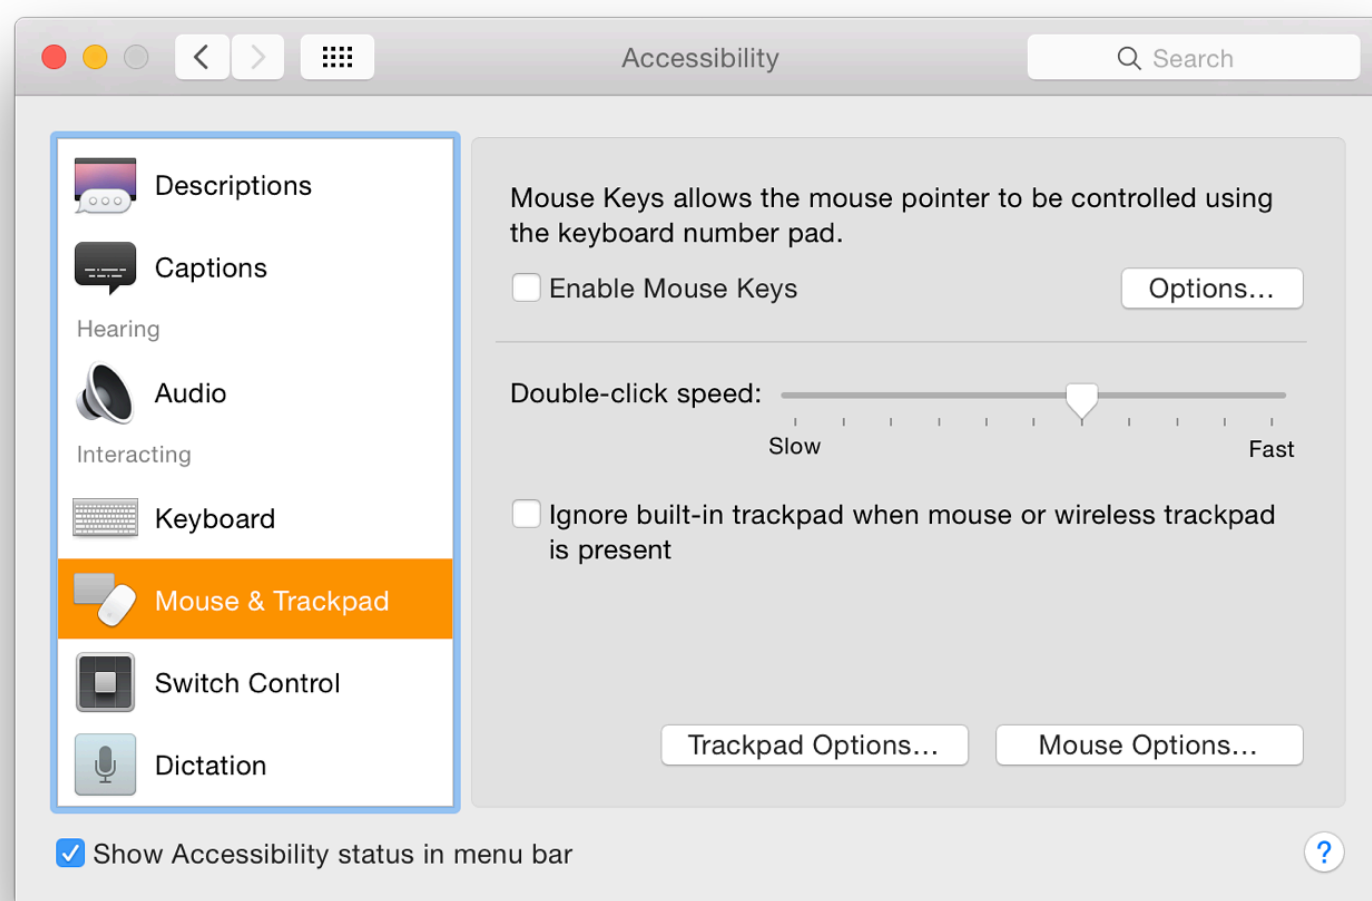 Accessibility
Search
Descriptions
Captions
Hearing
Audio
Interacting
Keyboard
Mouse & Trackpad
Switch Control
Dictation
Mouse Keys allows the mouse pointer to be controlled using
the keyboard number pad.
Enable Mouse Keys
Options...
Double-click speed:
Slow
Fast
Ignore built-in trackpad when mouse or wireless trackpad
is present
Trackpad Options...
Mouse Options...
Show Accessibility status in menu bar
?